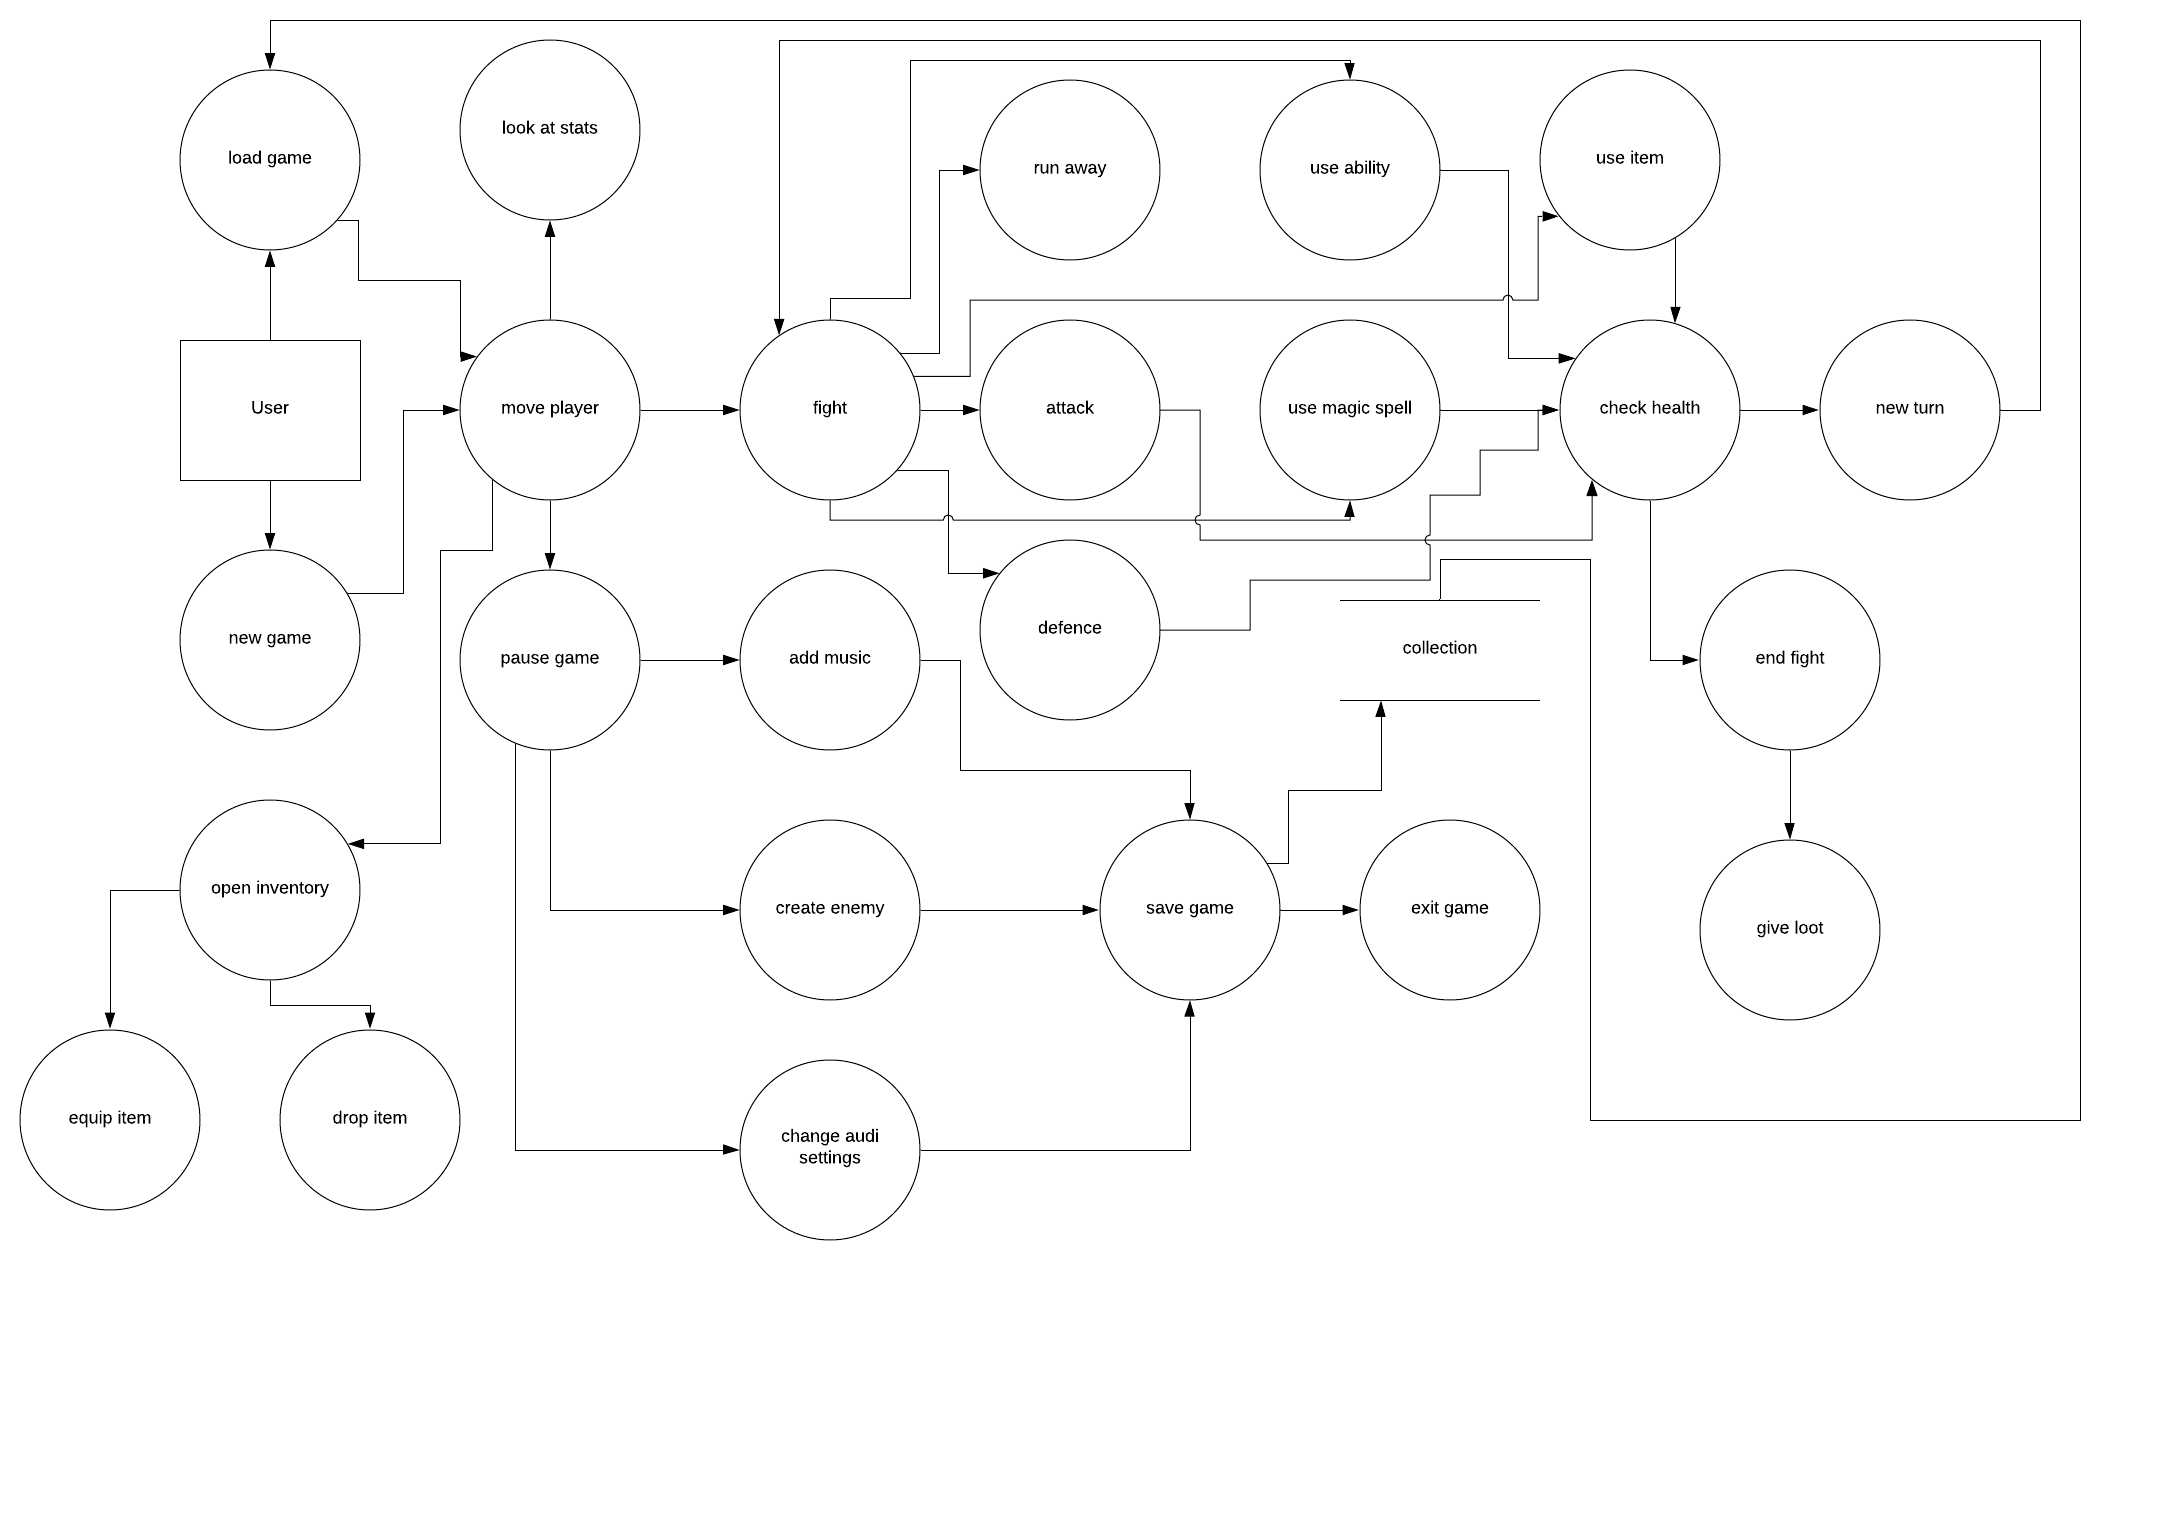 look at stats
load game
run away
use ability
use item
User
move player
fight
attack
use magic spell
check health
new turn
new game
pause game
add music
defence
collection
end fight
open inventory
create enemy
save game
exit game
give loot
equip item
drop item
change audi
settings